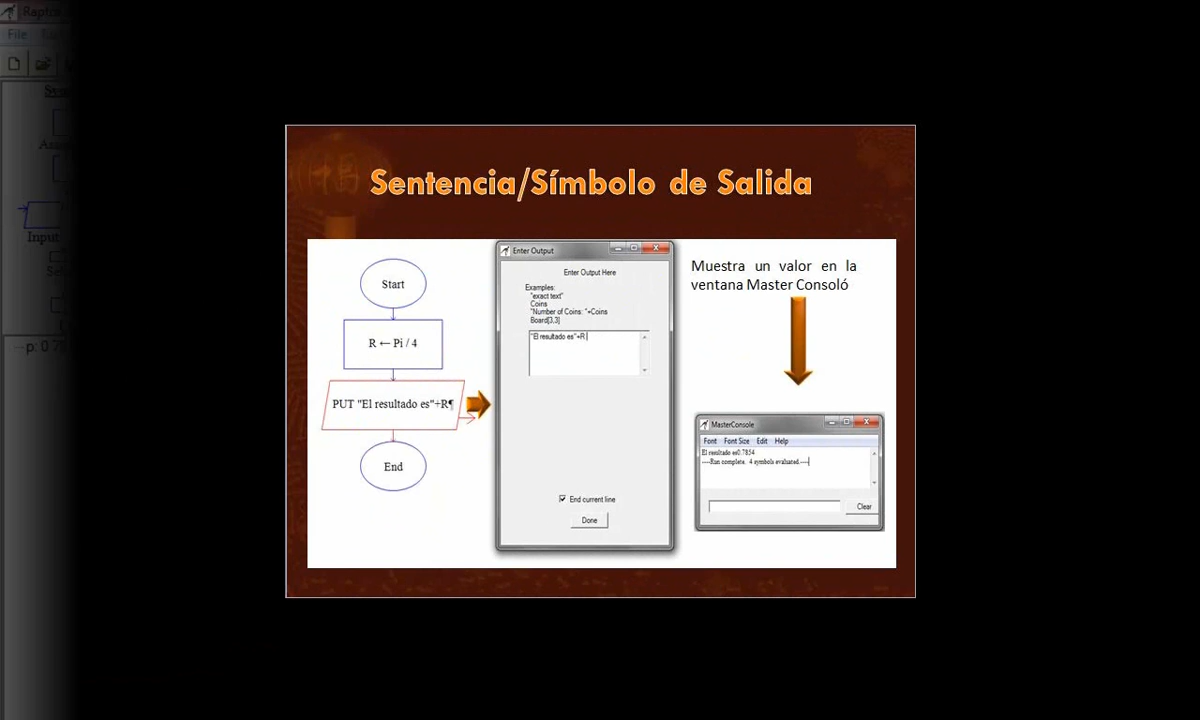 Raptor
File
Input
p: 0.78
Sentencia/Símbolo de Salida
Start
R ← Pi / 4
PUT "El resultado es"+R¶
End
Enter Output
Enter Output Here
Examples:
"exact text"
Coins
"Number of Coins: "+Coins
Board[3,3]
"El resultado es"+R
End current line
Done
Muestra un valor en la
ventana Master Consoló
MasterConsole
Font Font Size Edit Help
El resultado es0.7854
----Run complete. 4 symbols evaluated.----
Clear